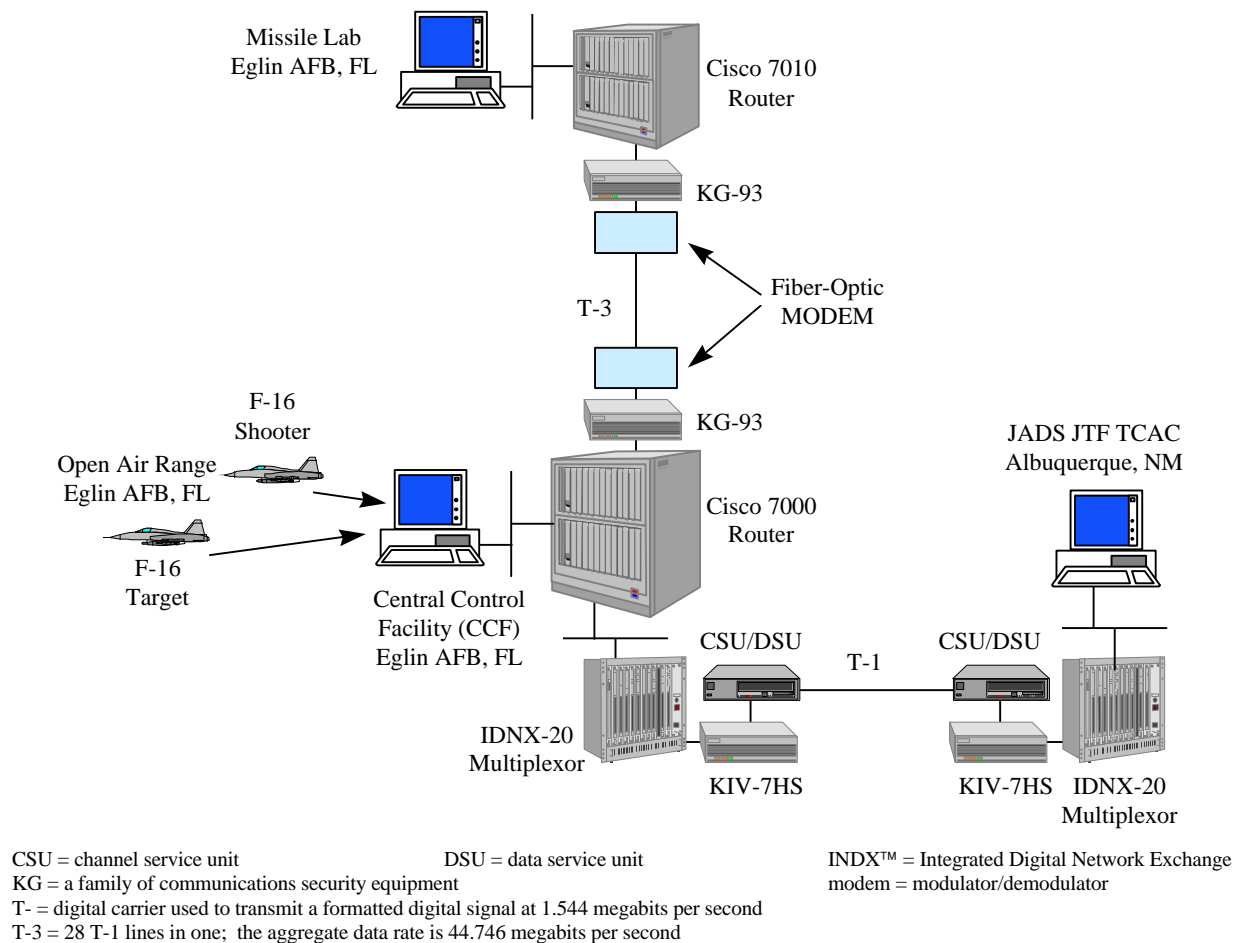 Missile Lab
Eglin AFB, FL
Cisco 7010
Router
KG-93
Fiber-Optic
MODEM
T-3
KG-93
F-16
Shooter
Open Air Range
Eglin AFB, FL
F-16
Target
Central Control
Facility (CCF)
Eglin AFB, FL
Cisco 7000
Router
JADS JTF TCAC
Albuquerque, NM
CSU/DSU
T-1
CSU/DSU
IDNX-20
Multiplexor
KIV-7HS
KIV-7HS
IDNX-20
Multiplexor
CSU = channel service unit
DSU = data service unit
INDX™ = Integrated Digital Network Exchange
KG = a family of communications security equipment
modem = modulator/demodulator
T- = digital carrier used to transmit a formatted digital signal at 1.544 megabits per second
T-3 = 28 T-1 lines in one; the aggregate data rate is 44.746 megabits per second